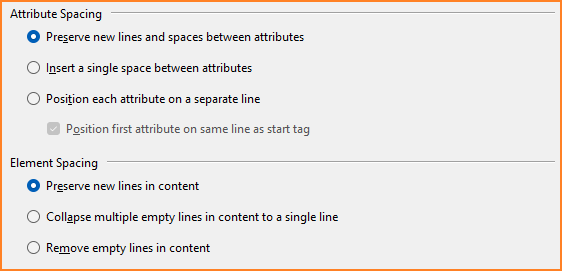 Attribute Spacing
Preserve new lines and spaces between attributes
Insert a single space between attributes
Position each attribute on a separate line
Position first attribute on same line as start tag
Element Spacing
Preserve new lines in content
Collapse multiple empty lines in content to a single line
Remove empty lines in content